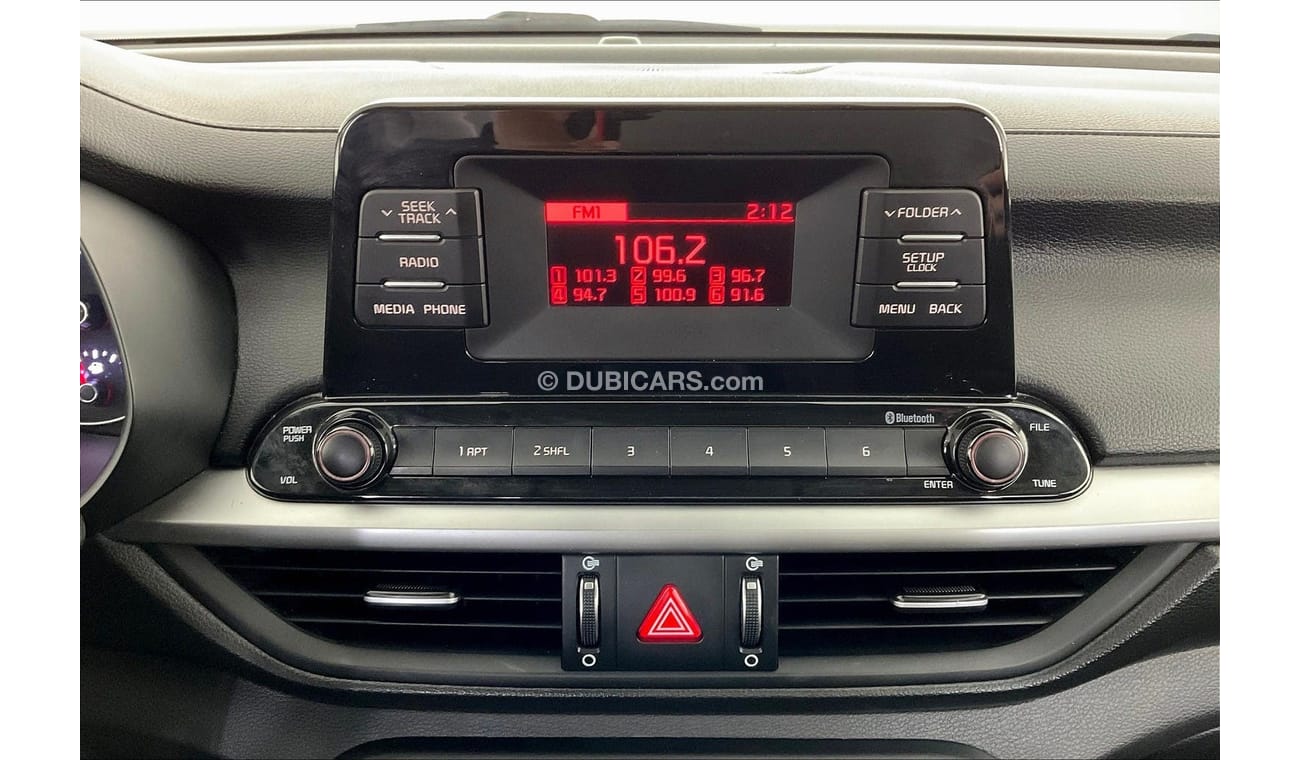 SEEK
TRACK
RADIO
MEDIA PHONE
FM1 2:12
106.2
1 101.3 2 99.6 3 96.7
4 94.7 5 100.9 6 91.6
FOLDER
SETUP
CLOCK
MENU BACK
© DUBICARS.com
POWER
PUSH
VOL
1 APT 2 SHFL 3 4 5 6
Bluetooth
FILE
ENTER
TUNE